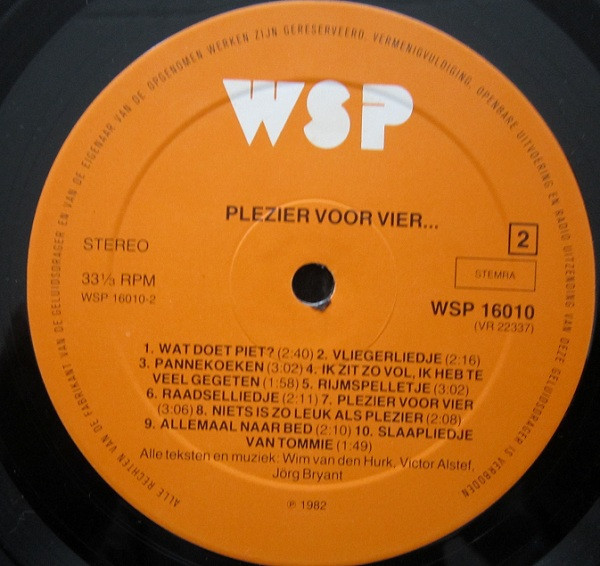 WSP
PLEZIER VOOR VIER...
STEREO
2
33⅓ RPM
STEMRA
WSP 16010-2
WSP 16010
(VR 22337)
1. WAT DOET PIET? (2:40) 2. VLIEGERLIEDJE (2:16)
3. PANNEKOEKEN (3:02) 4. IK ZIT ZO VOL, IK HEB TE
VEEL GEGETEN (1:58) 5. RIJMSPELLETJE (3:02)
6. RAADSELLIEDJE (2:11) 7. PLEZIER VOOR VIER
(3:06) 8. NIETS IS ZO LEUK ALS PLEZIER (2:08)
9. ALLEMAAL NAAR BED (2:10) 10. SLAAPLIEDJE
VAN TOMMIE (1:49)
Alle teksten en muziek: Wim van den Hurk, Victor Alstef,
Jörg Bryant
℗ 1982
ALLE RECHTEN VAN DE FABRIKANT VAN DE GELUIDSDRAGER EN VAN DE EIGENAAR VAN DE OPGENOMEN WERKEN ZIJN GERESERVEERD. VERMENIGVOLDIGING, OPENBARE UITVOERING EN RADIO UITZENDING VAN DEZE GELUIDSDRAGER IS VERBODEN